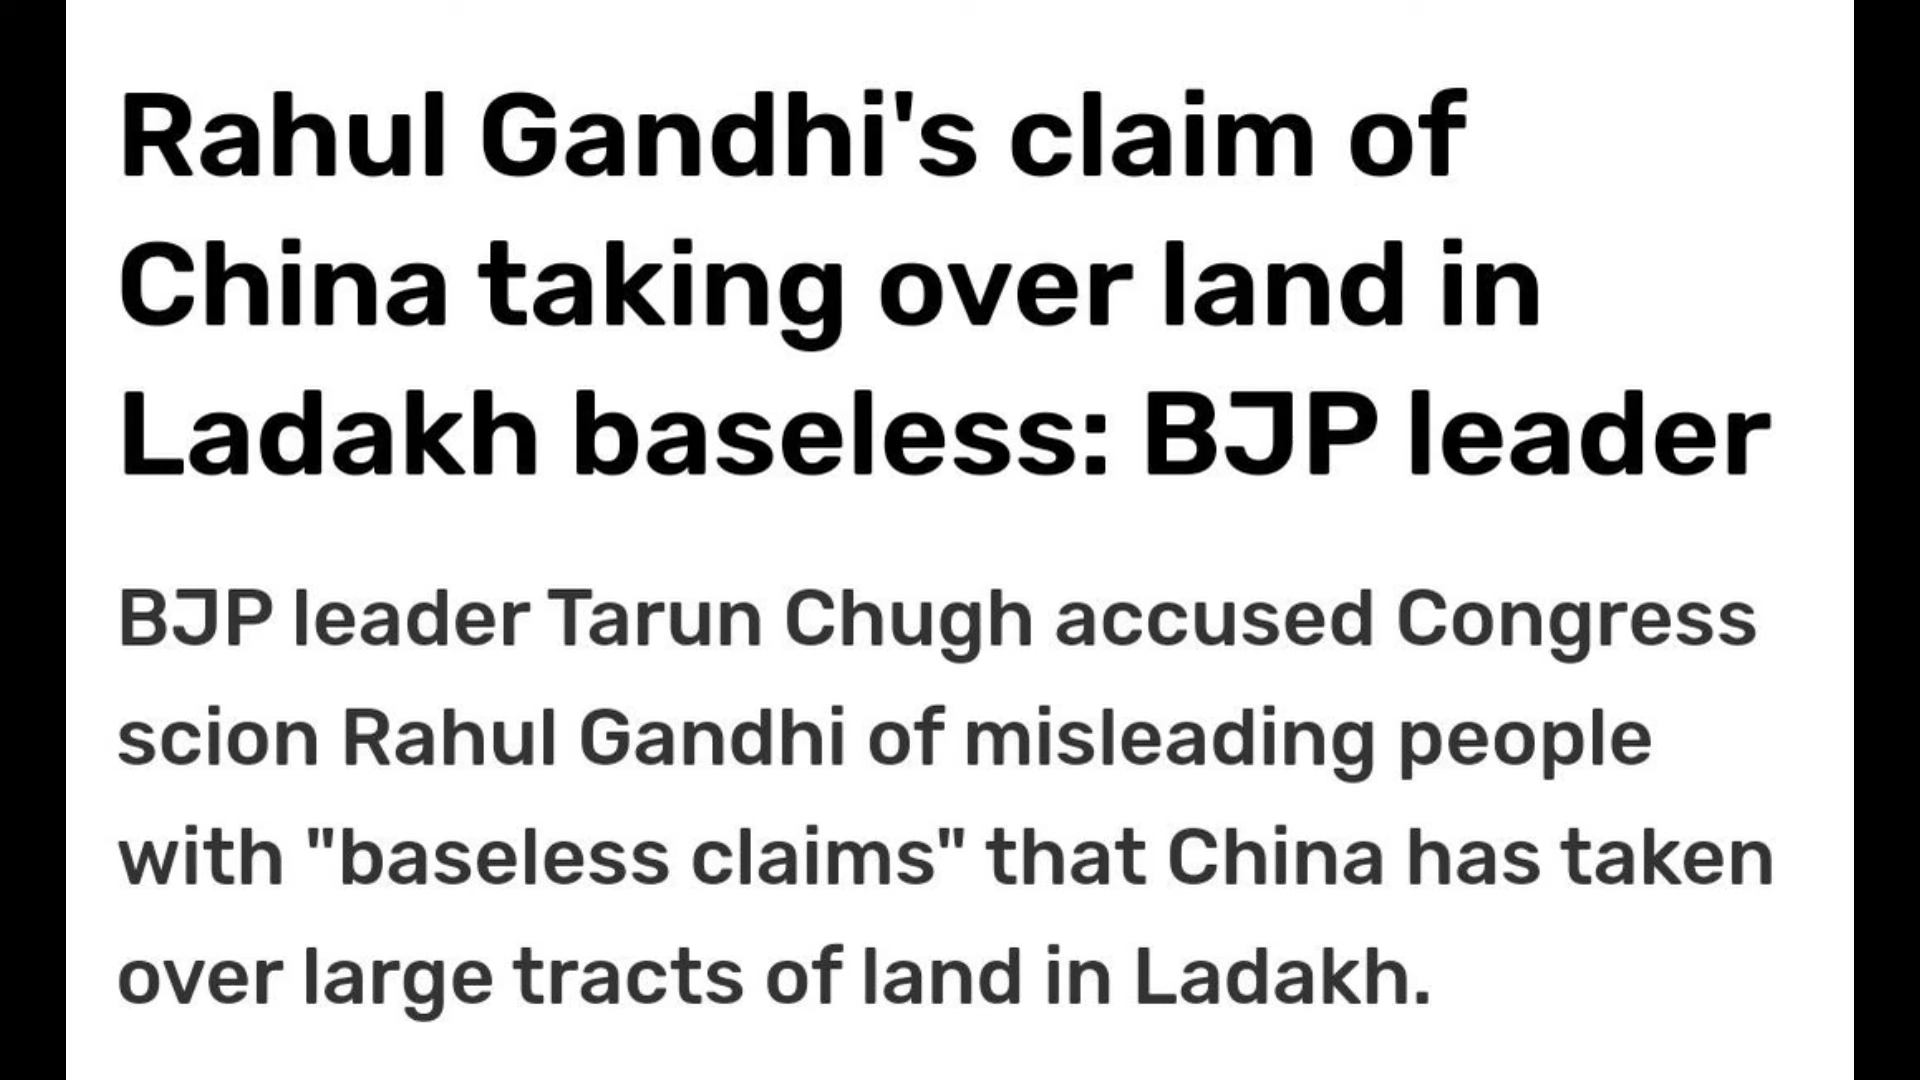 Rahul Gandhi's claim of
China taking over land in
Ladakh baseless: BJP leader
BJP leader Tarun Chugh accused Congress
scion Rahul Gandhi of misleading people
with "baseless claims" that China has taken
over large tracts of land in Ladakh.